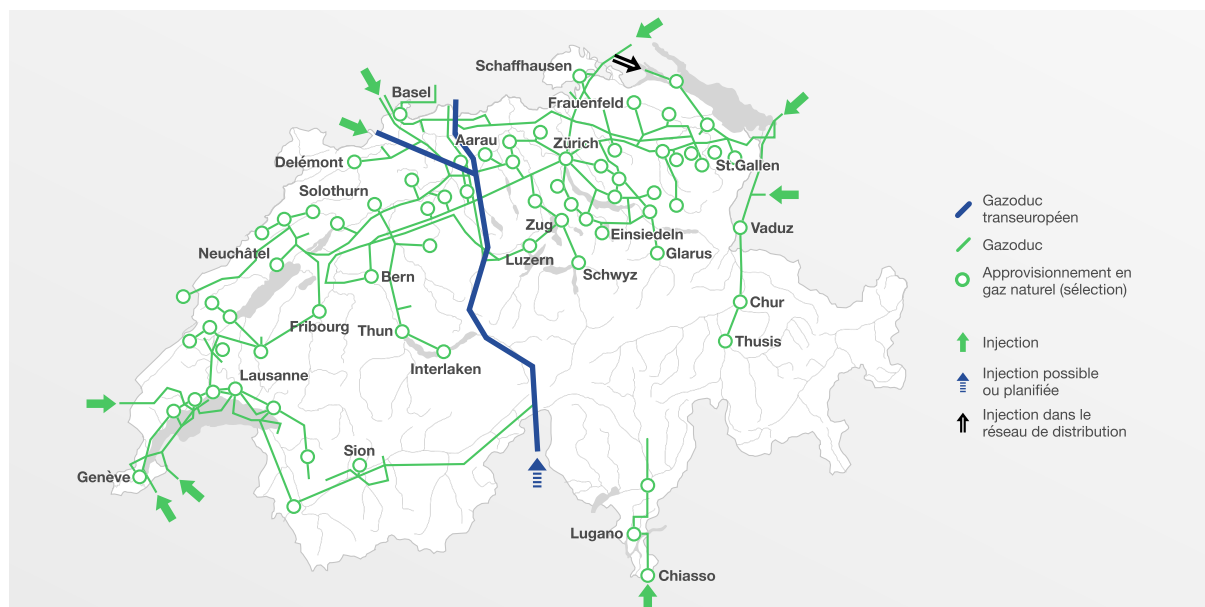 Schaffhausen
Basel
Frauenfeld
Aarau
Zürich
Delémont
St.Gallen
Solothurn
Zug
Einsiedeln
Vaduz
Neuchâtel
Luzern
Glarus
Schwyz
Bern
Chur
Fribourg
Thun
Thusis
Interlaken
Lausanne
Sion
Genève
Lugano
Chiasso
Gazoduc
transeuropéen
Gazoduc
Approvisionnement en
gaz naturel (sélection)
Injection
Injection possible
ou planifiée
Injection dans le
réseau de distribution